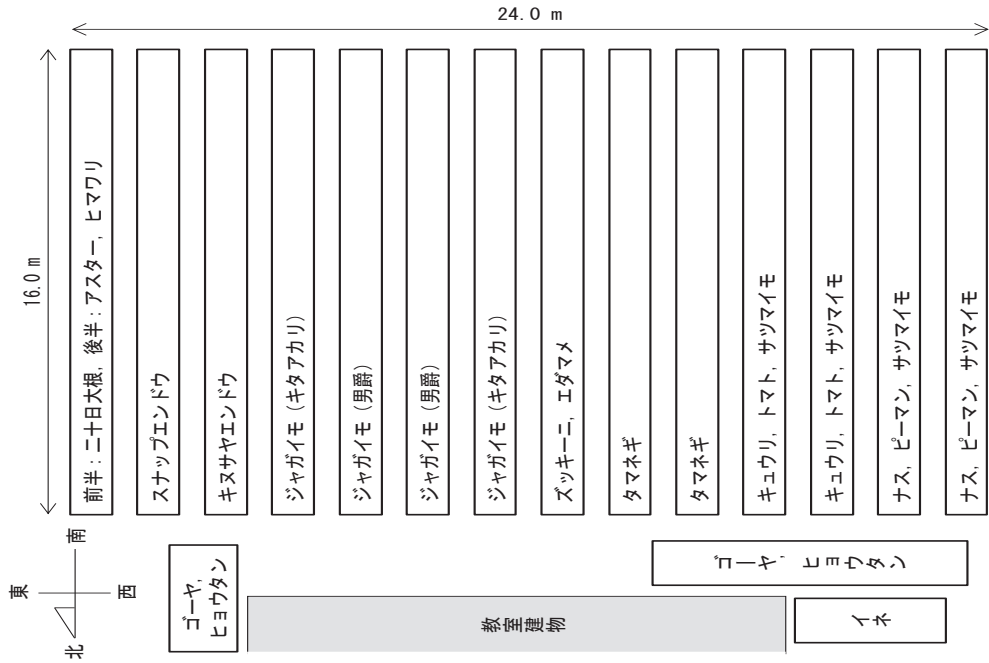 24.0 m
16.0 m
前半：二十日大根，後半：アスター，ヒマワリ
スナップエンドウ
キヌサヤエンドウ
ジャガイモ（キタアカリ）
ジャガイモ（男爵）
ジャガイモ（男爵）
ジャガイモ（キタアカリ）
ズッキーニ，エダマメ
タマネギ
タマネギ
キュウリ，トマト，サツマイモ
キュウリ，トマト，サツマイモ
ナス，ピーマン，サツマイモ
ナス，ピーマン，サツマイモ
東
南
西
北
ゴーヤ，
ヒョウタン
ゴーヤ，ヒョウタン
教室建物
イネ